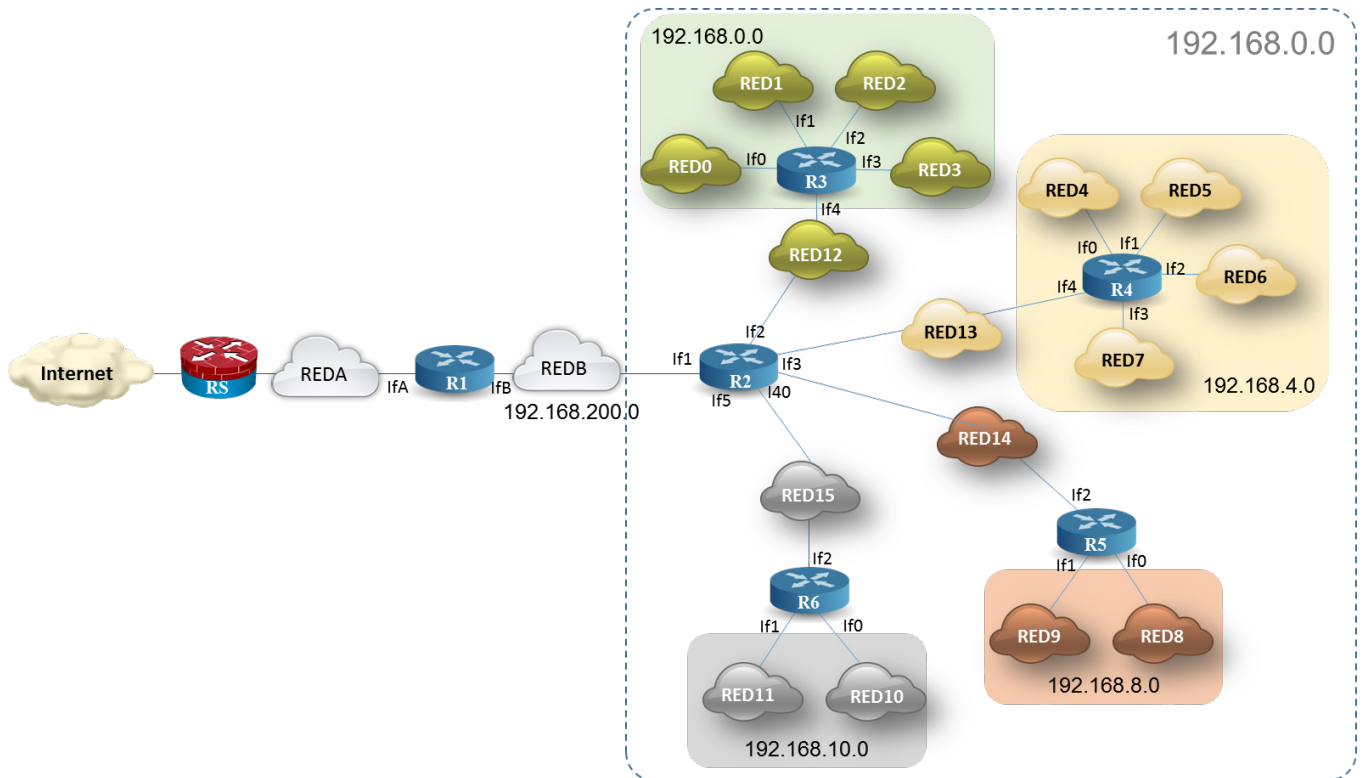 192.168.0.0
192.168.0.0
RED1
RED2
If1
If2
RED0
If0
If3
RED3
R3
If4
RED12
RED4
RED5
If0
If1
If2
RED6
If4
R4
If3
RED7
192.168.4.0
RED13
Internet
RS
REDA
IfA
R1
IfB
REDB
192.168.200.0
If1
If2
R2
If3
If5
I40
RED14
If2
R5
If1
If0
RED9
RED8
192.168.8.0
RED15
If2
R6
If1
If0
RED11
RED10
192.168.10.0